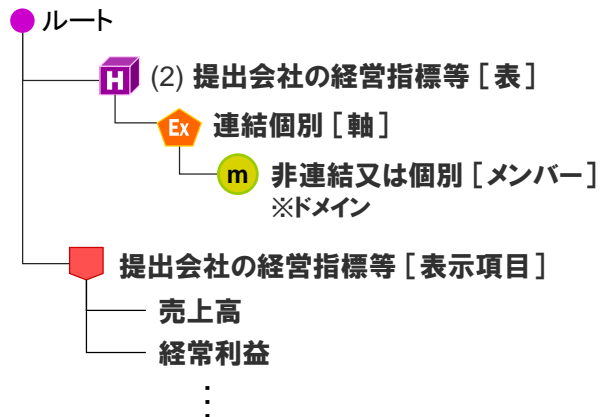 ルート
H (2) 提出会社の経営指標等［表］
Ex 連結個別［軸］
m 非連結又は個別［メンバー］
※ドメイン
提出会社の経営指標等［表示項目］
売上高
経常利益
⋮